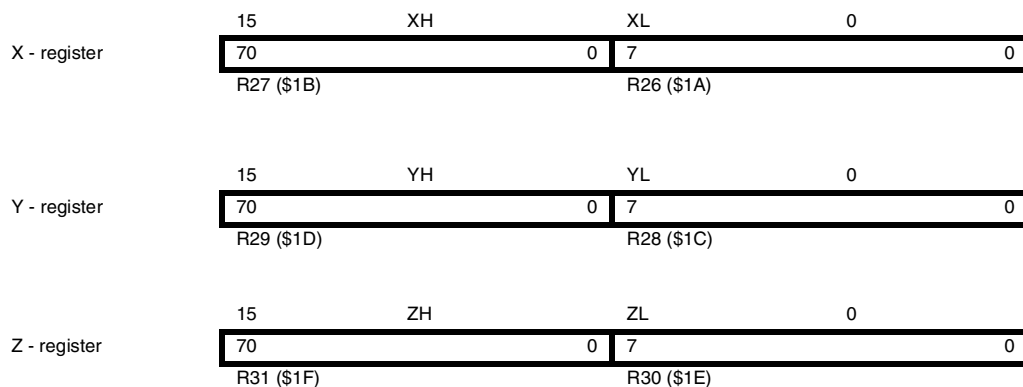 15 XH XL 0
X - register 70 0 7 0
R27 ($1B) R26 ($1A)
15 YH YL 0
Y - register 70 0 7 0
R29 ($1D) R28 ($1C)
15 ZH ZL 0
Z - register 70 0 7 0
R31 ($1F) R30 ($1E)